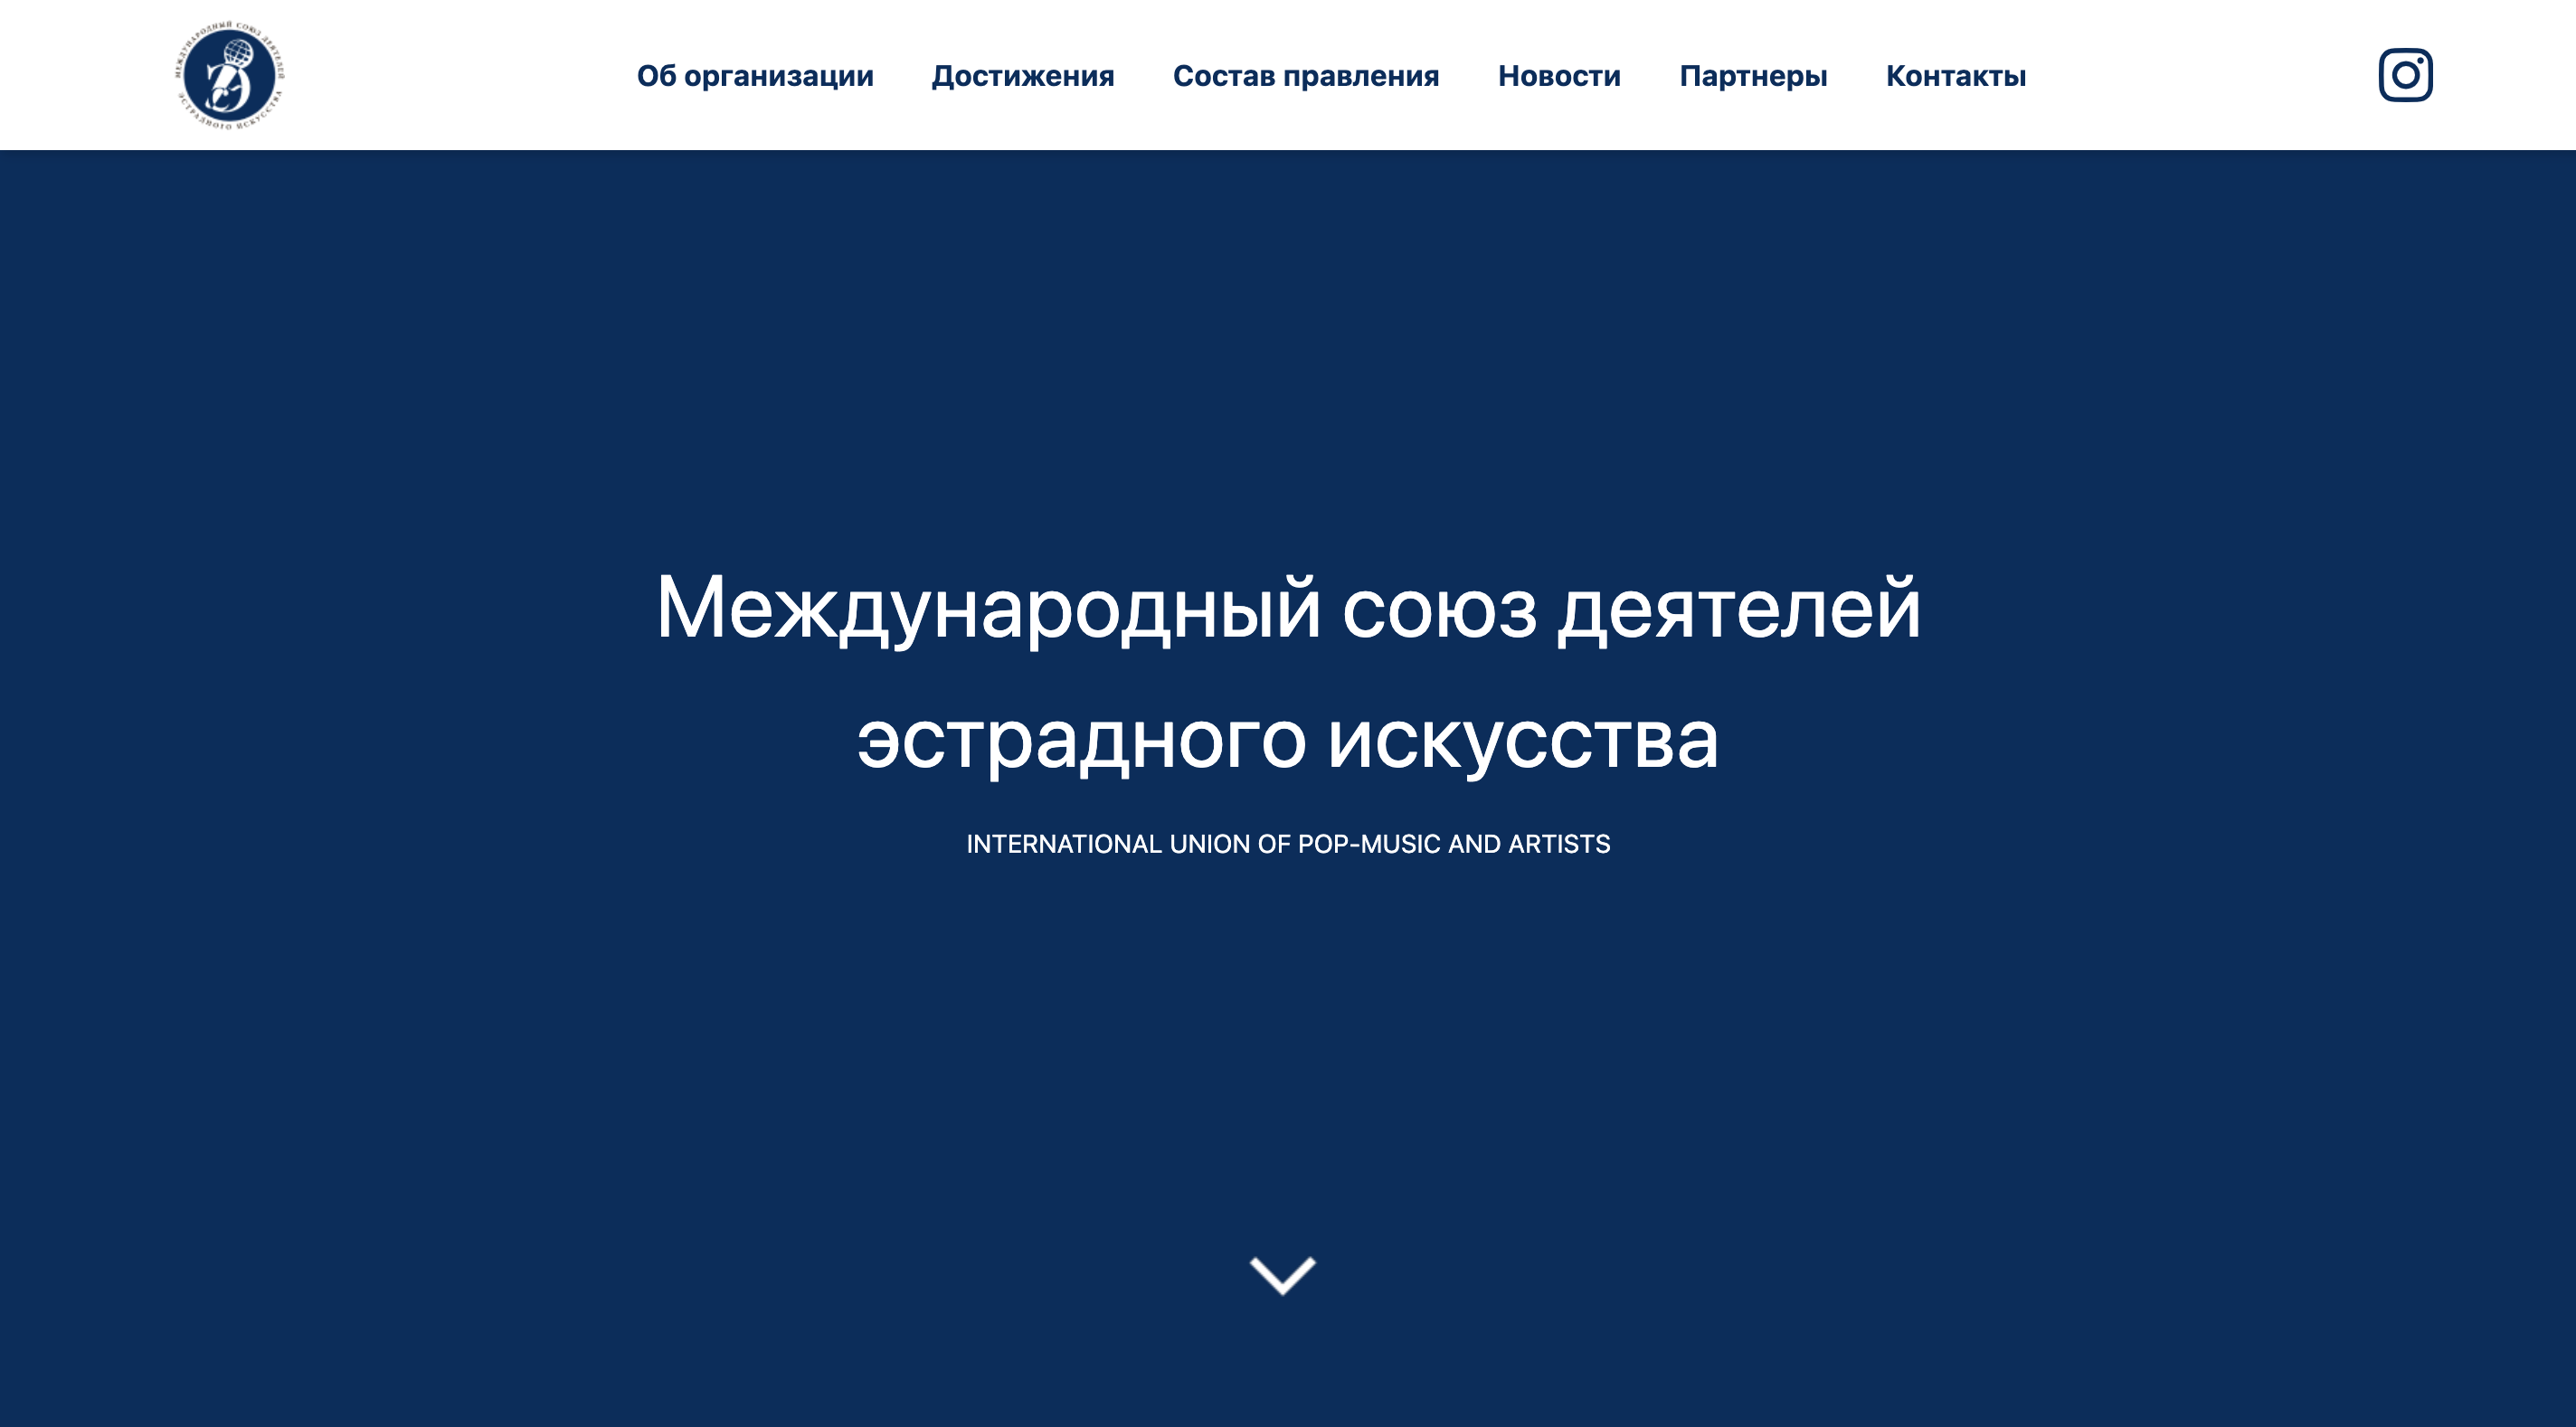 МЕЖДУНАРОДНЫЙ СОЮЗ ДЕЯТЕЛЕЙ
ЭСТРАДНОГО ИСКУССТВА
Об организации
Достижения
Состав правления
Новости
Партнеры
Контакты
Международный союз деятелей
эстрадного искусства
INTERNATIONAL UNION OF POP-MUSIC AND ARTISTS